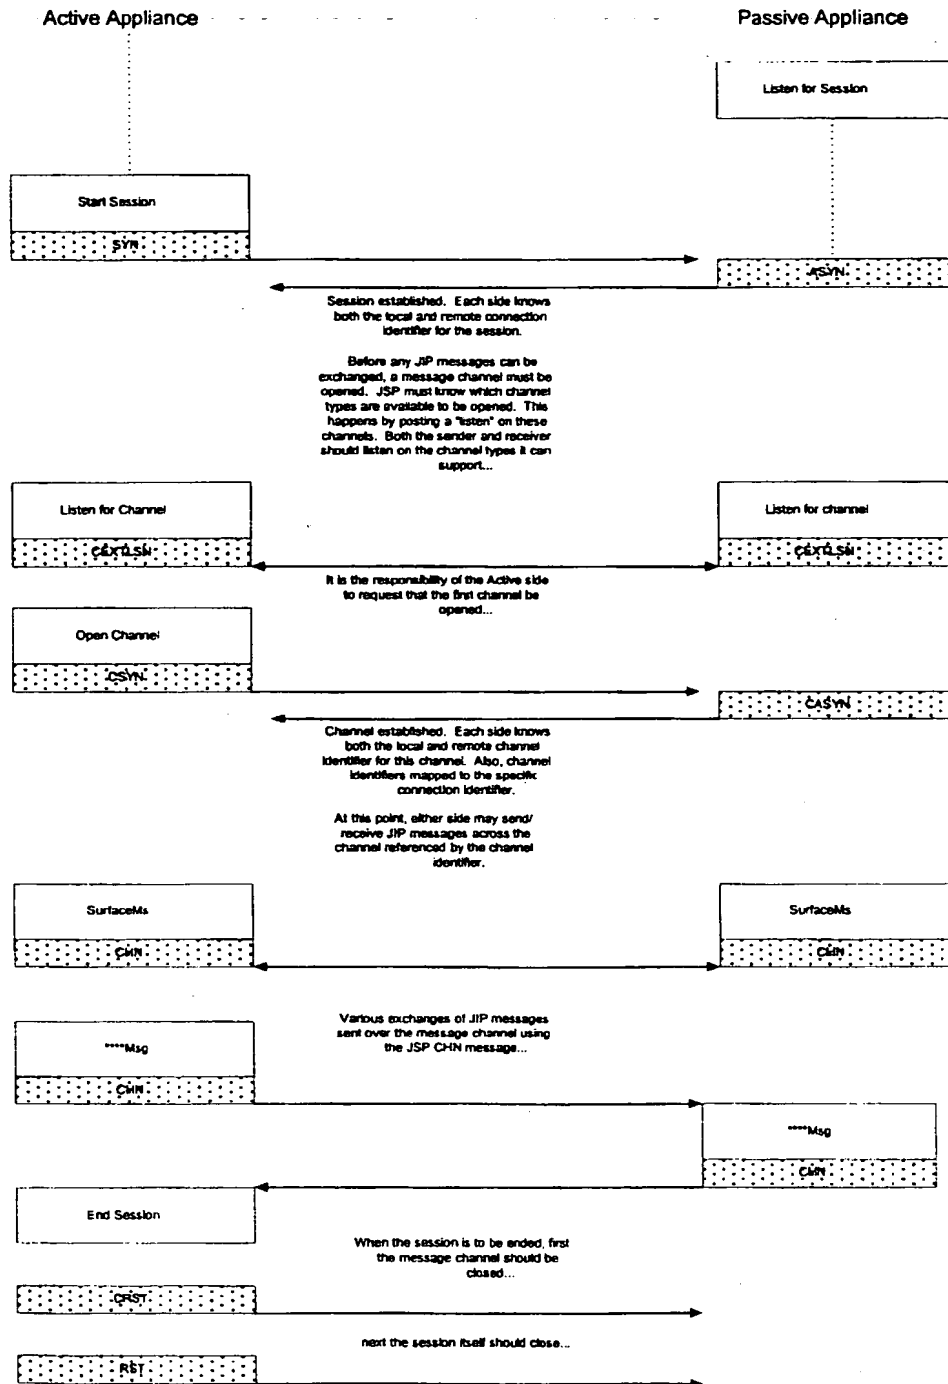 Active Appliance
Passive Appliance
Listen for Session
Start Session
SYN
ASYN
Session established. Each side knows
both the local and remote connection
identifier for the session.
Before any JIP messages can be
exchanged, a message channel must be
opened. JSP must know which channel
types are available to be opened. This
happens by posting a "listen" on these
channels. Both the sender and receiver
should listen on the channel types it can
support...
Listen for Channel
Listen for channel
CEXTLSN
CEXTLSN
It is the responsibility of the Active side
to request that the first channel be
opened...
Open Channel
CSYN
CASYN
Channel established. Each side knows
both the local and remote channel
identifier for this channel. Also, channel
identifiers mapped to the specific
connection identifier.
At this point, either side may send/
receive JIP messages across the
channel referenced by the channel
identifier.
SurfaceMs
SurfaceMs
CHN
CHN
Various exchanges of JIP messages
sent over the message channel using
the JSP CHN message...
****Msg
CHN
****Msg
CHN
End Session
When the session is to be ended, first
the message channel should be
closed...
CRST
next the session itself should close...
RST